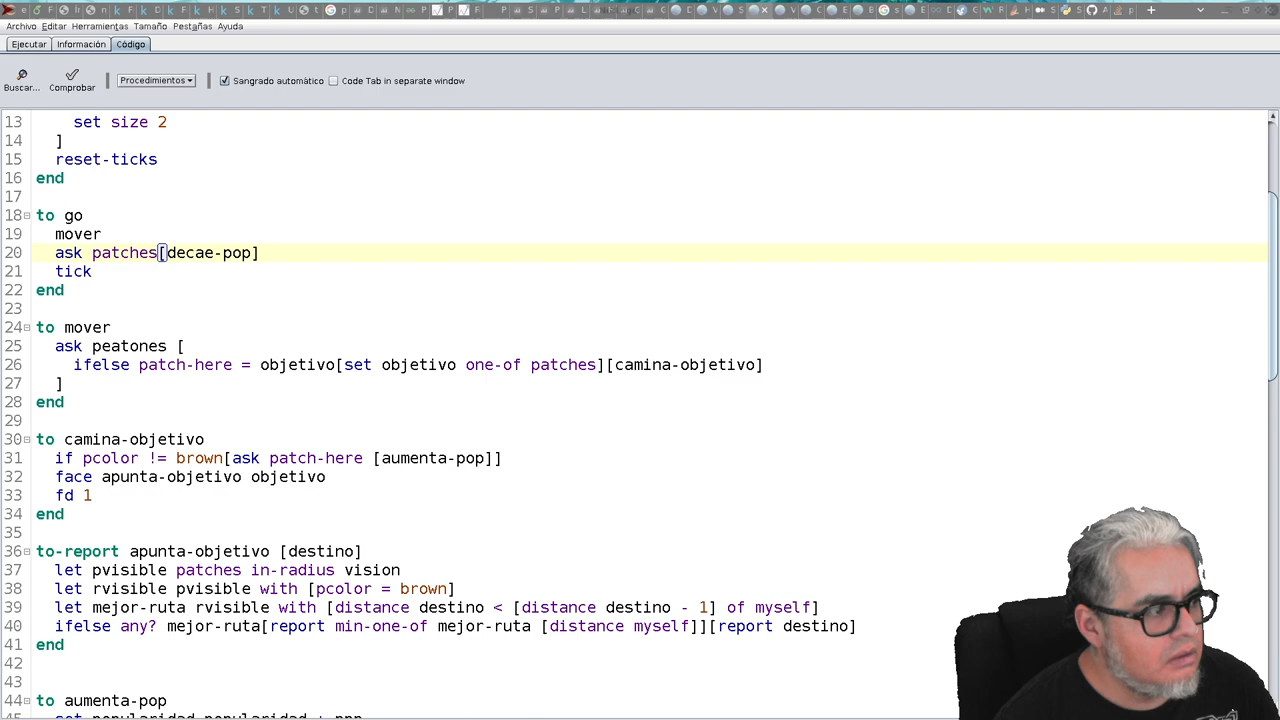 Archivo Editar Herramientas Tamaño Pestañas Ayuda
Ejecutar Información Código
Buscar... Comprobar Procedimientos Sangrado automático Code Tab in separate window
13 set size 2
14 ]
15 reset-ticks
16 end
17
18 to go
19 mover
20 ask patches[decae-pop]
21 tick
22 end
23
24 to mover
25 ask peatones [
26 ifelse patch-here = objetivo[set objetivo one-of patches][camina-objetivo]
27 ]
28 end
29
30 to camina-objetivo
31 if pcolor != brown[ask patch-here [aumenta-pop]]
32 face apunta-objetivo objetivo
33 fd 1
34 end
35
36 to-report apunta-objetivo [destino]
37 let pvisible patches in-radius vision
38 let rvisible pvisible with [pcolor = brown]
39 let mejor-ruta rvisible with [distance destino < [distance destino - 1] of myself]
40 ifelse any? mejor-ruta[report min-one-of mejor-ruta [distance myself]][report destino]
41 end
42
43
44 to aumenta-pop
45 set popularidad popularidad + ppp